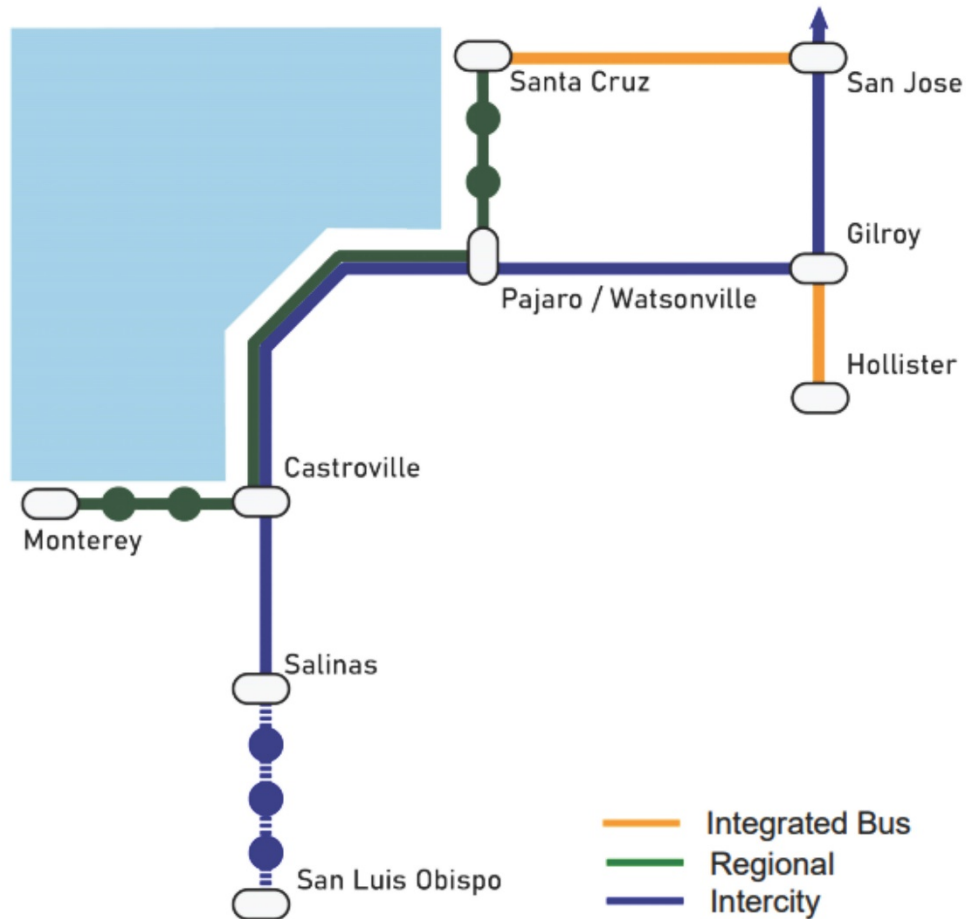 Santa Cruz
San Jose
Gilroy
Pajaro / Watsonville
Hollister
Castroville
Monterey
Salinas
San Luis Obispo
Integrated Bus
Regional
Intercity